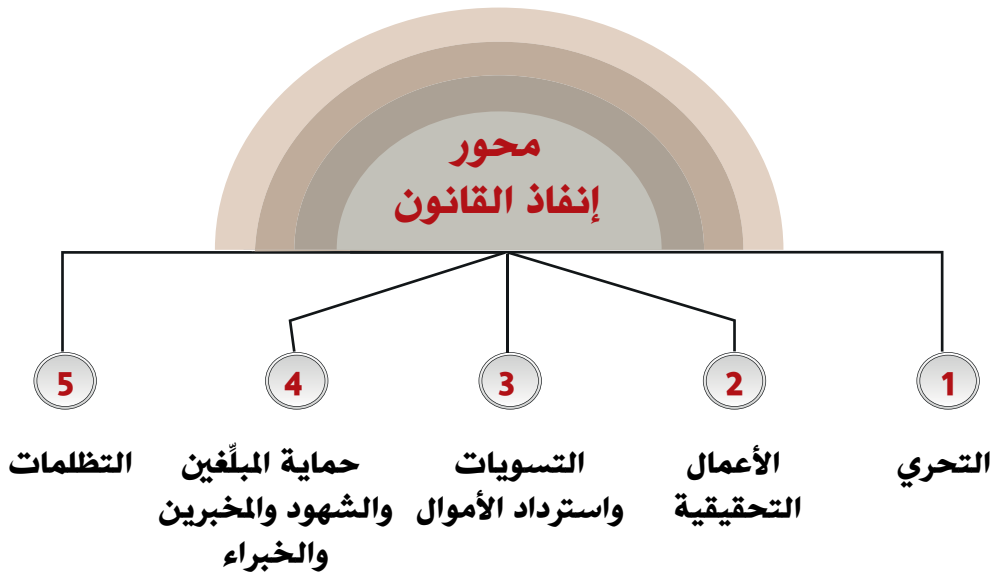 محور
إنفاذ القانون
1
التحري
2
الأعمال
التحقيقية
3
التسويات
واسترداد الأموال
4
حماية المبلِّغين
والشهود والمخبرين
والخبراء
5
التظلمات